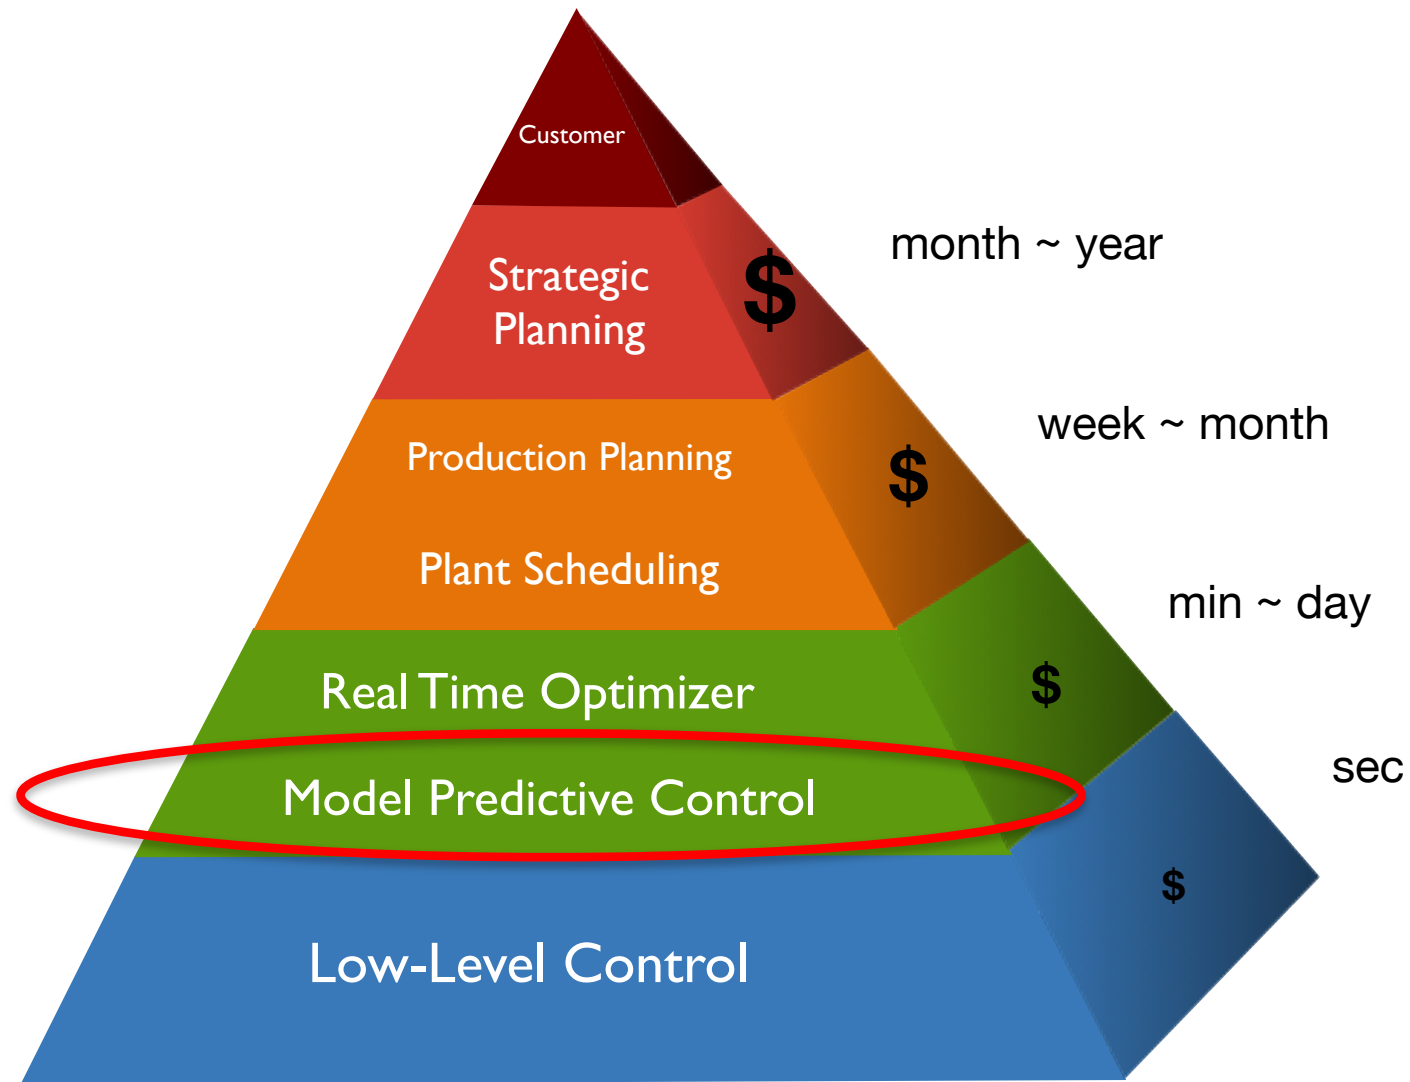 Customer
Strategic
Planning
$
month ~ year
Production Planning
$
week ~ month
Plant Scheduling
Real Time Optimizer
$
min ~ day
Model Predictive Control
sec
Low-Level Control
$